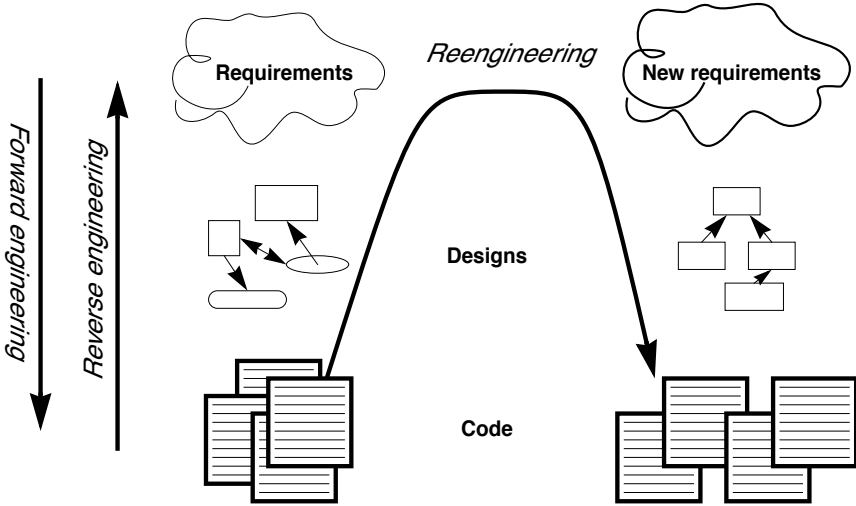 Reengineering
Requirements
New requirements
Forward engineering
Reverse engineering
Designs
Code